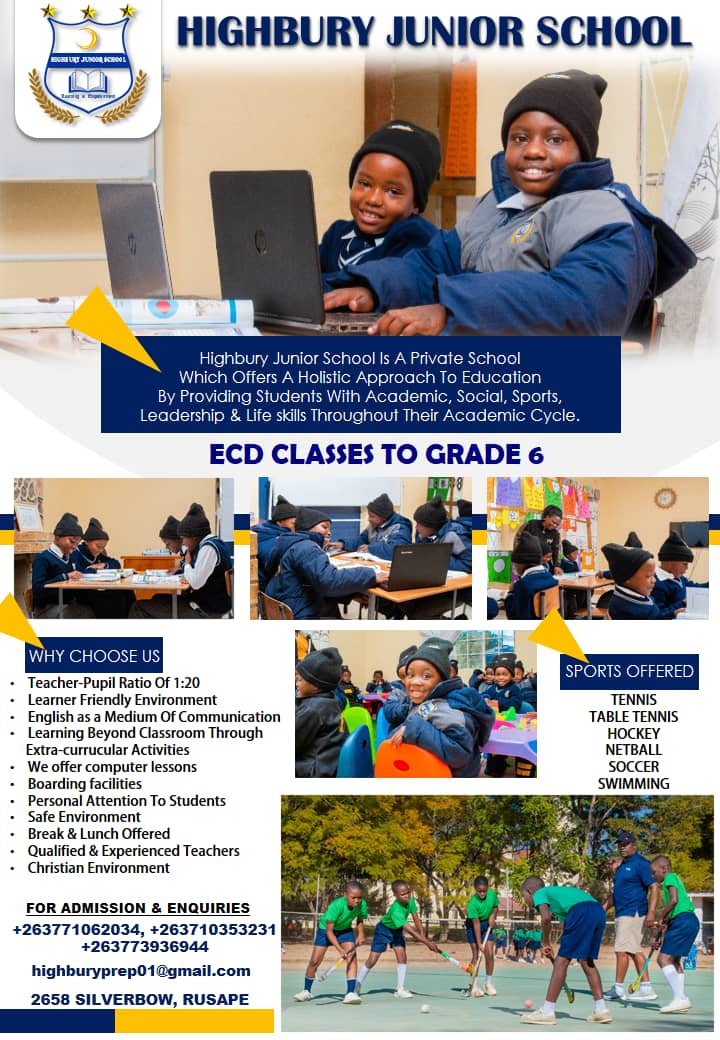 HIGHBURY JUNIOR SCHOOL
HIGHBURY JUNIOR SCHOOL
Highbury Junior School Is A Private School
Which Offers A Holistic Approach To Education
By Providing Students With Academic, Social, Sports,
Leadership & Life skills Throughout Their Academic Cycle.
ECD CLASSES TO GRADE 6
WHY CHOOSE US
• Teacher-Pupil Ratio Of 1:20
• Learner Friendly Environment
• English as a Medium Of Communication
• Learning Beyond Classroom Through
Extra-currucular Activities
• We offer computer lessons
• Boarding facilities
• Personal Attention To Students
• Safe Environment
• Break & Lunch Offered
• Qualified & Experienced Teachers
• Christian Environment
SPORTS OFFERED
TENNIS
TABLE TENNIS
HOCKEY
NETBALL
SOCCER
SWIMMING
FOR ADMISSION & ENQUIRIES
+263771062034, +263710353231
+263773936944
highburyprep01@gmail.com
2658 SILVERBOW, RUSAPE